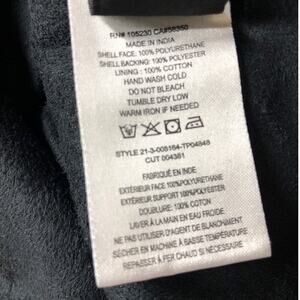 RN# 105230 CA#58350
MADE IN INDIA
SHELL FACE: 100% POLYURETHANE
SHELL BACKING: 100% POLYESTER
LINING : 100% COTTON
HAND WASH COLD
DO NOT BLEACH
TUMBLE DRY LOW
WARM IRON IF NEEDED
STYLE 21-3-008164-TP04848
CUT 004381
FABRIQUÉ EN INDE
EXTÉRIEUR FACE 100%POLYURETHANE
EXTÉRIEUR SUPPORT 100%POLYESTER
DOUBLURE: 100% COTON
LAVER À LA MAIN EN EAU FROIDE
NE PAS UTILISER D'AGENT DE BLANCHIMENT
SÉCHER EN MACHINE À BASSE TEMPÉRATURE
REPASSER À FER CHAUD SI NÉCESSAIRE